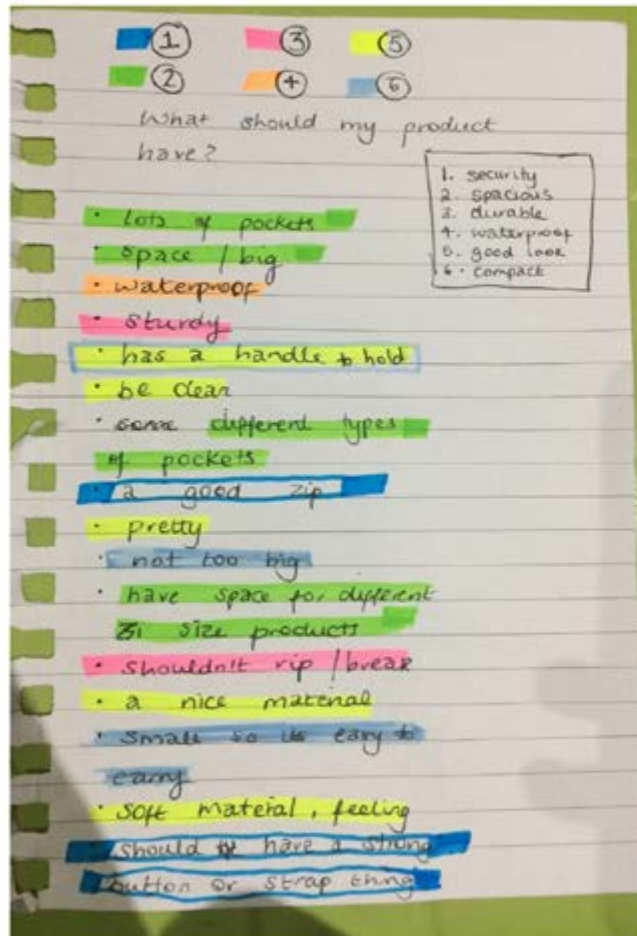 1 3 5
2 4 6
What should my product
have?
1. security
2. spacious
3. durable
4. waterproof
5. good look
6. compact
• lots of pockets
• space / big
• waterproof
• sturdy
• has a handle to hold
• be clear
• some different types
of pockets
• a good zip
• pretty
• not too big
• have space for different
size products
• shouldn't rip / break
• a nice material
• small so its easy to
carry
• soft material, feeling
• should have a strong
button or strap thing